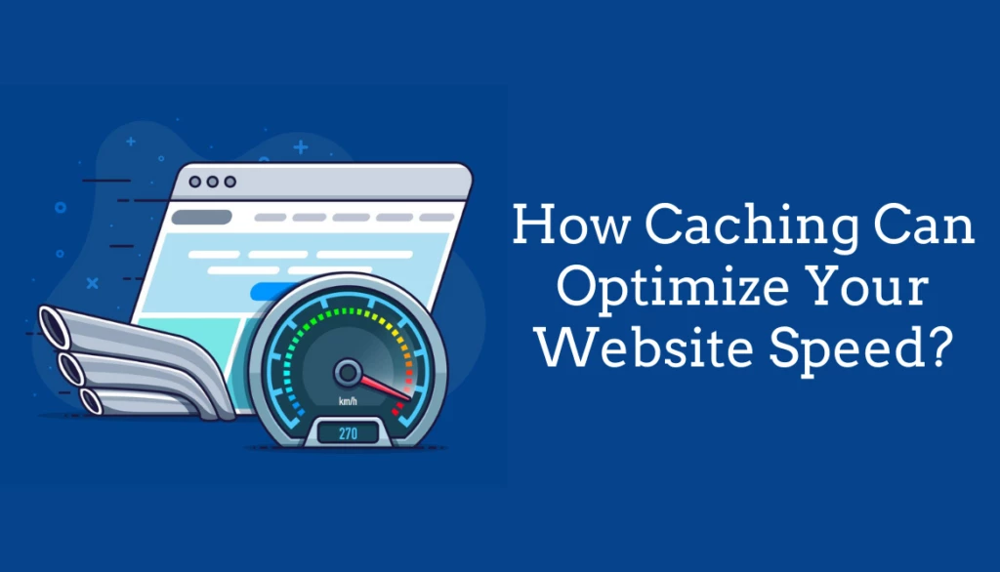 How Caching Can
Optimize Your
Website Speed?
km/h
270